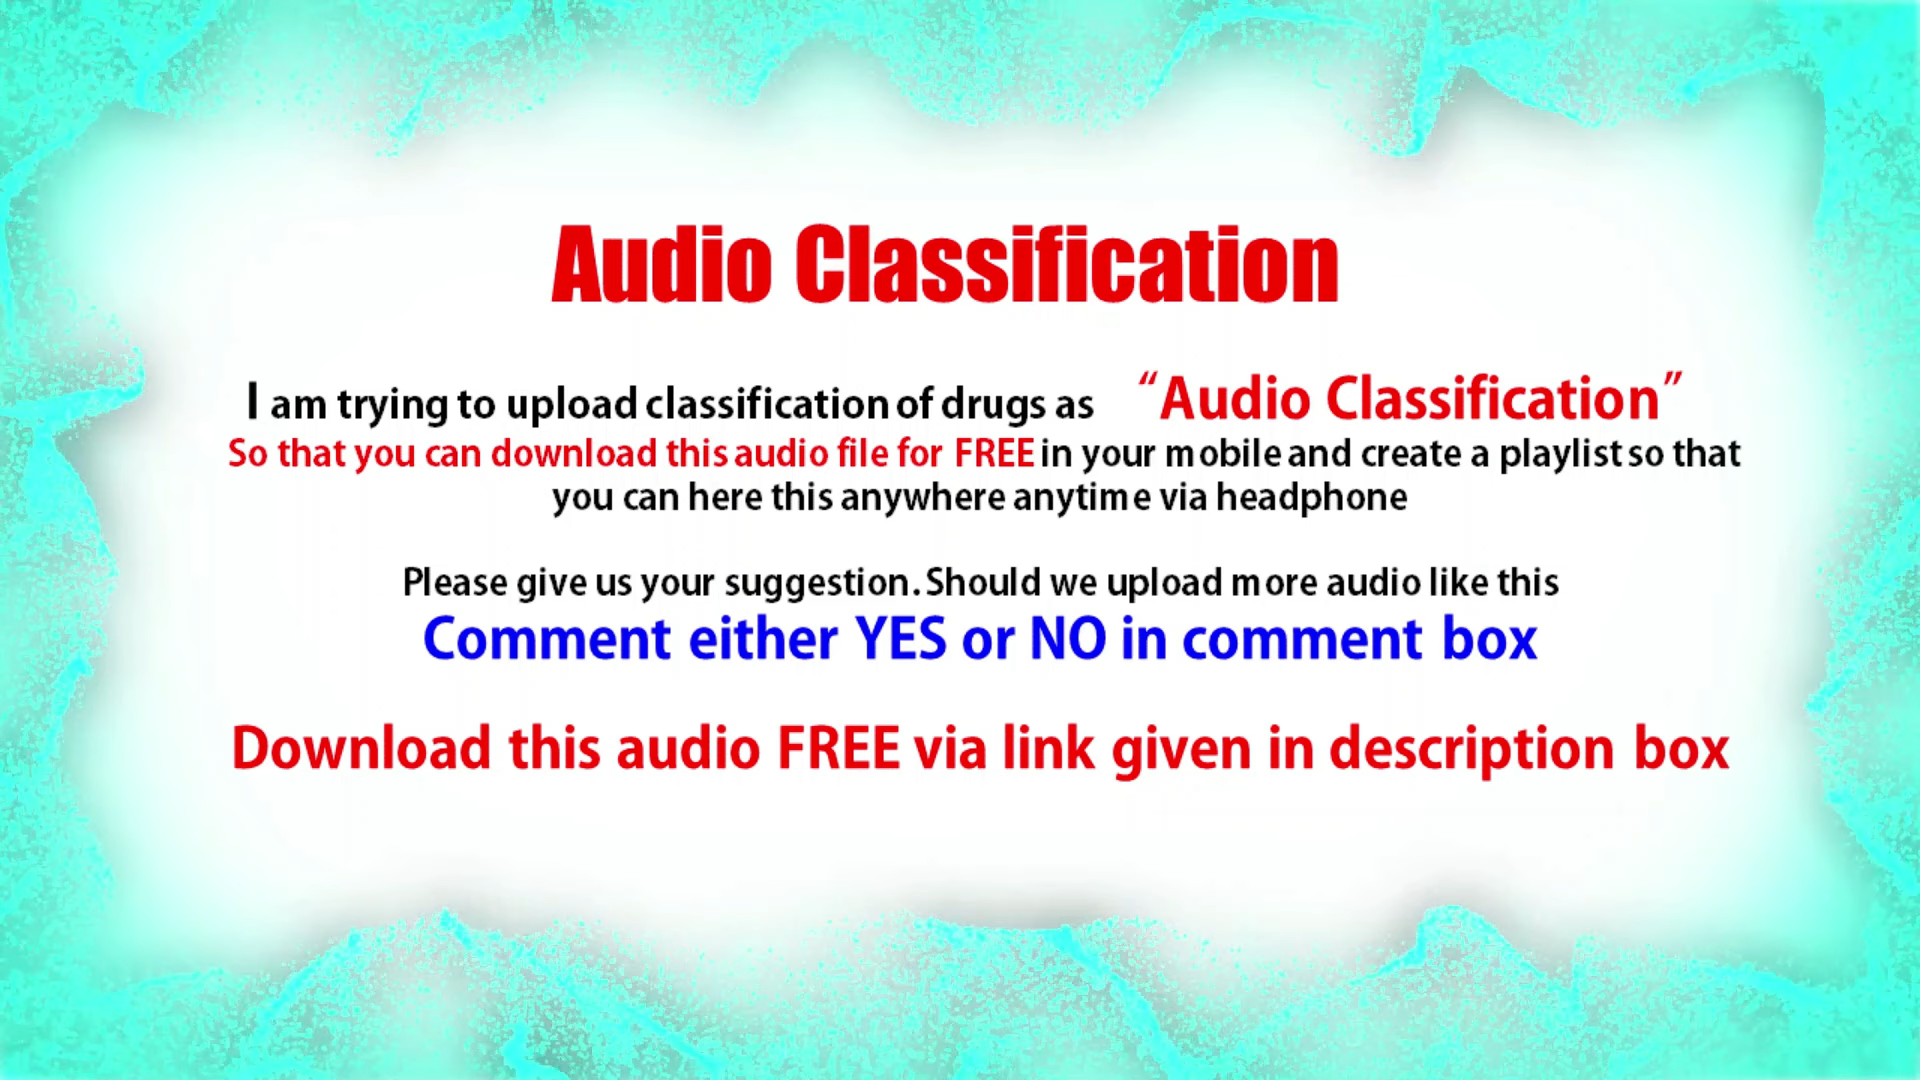 Audio Classification
I am trying to upload classification of drugs as “Audio Classification”
So that you can download this audio file for FREE in your mobile and create a playlist so that
you can here this anywhere anytime via headphone
Please give us your suggestion. Should we upload more audio like this
Comment either YES or NO in comment box
Download this audio FREE via link given in description box